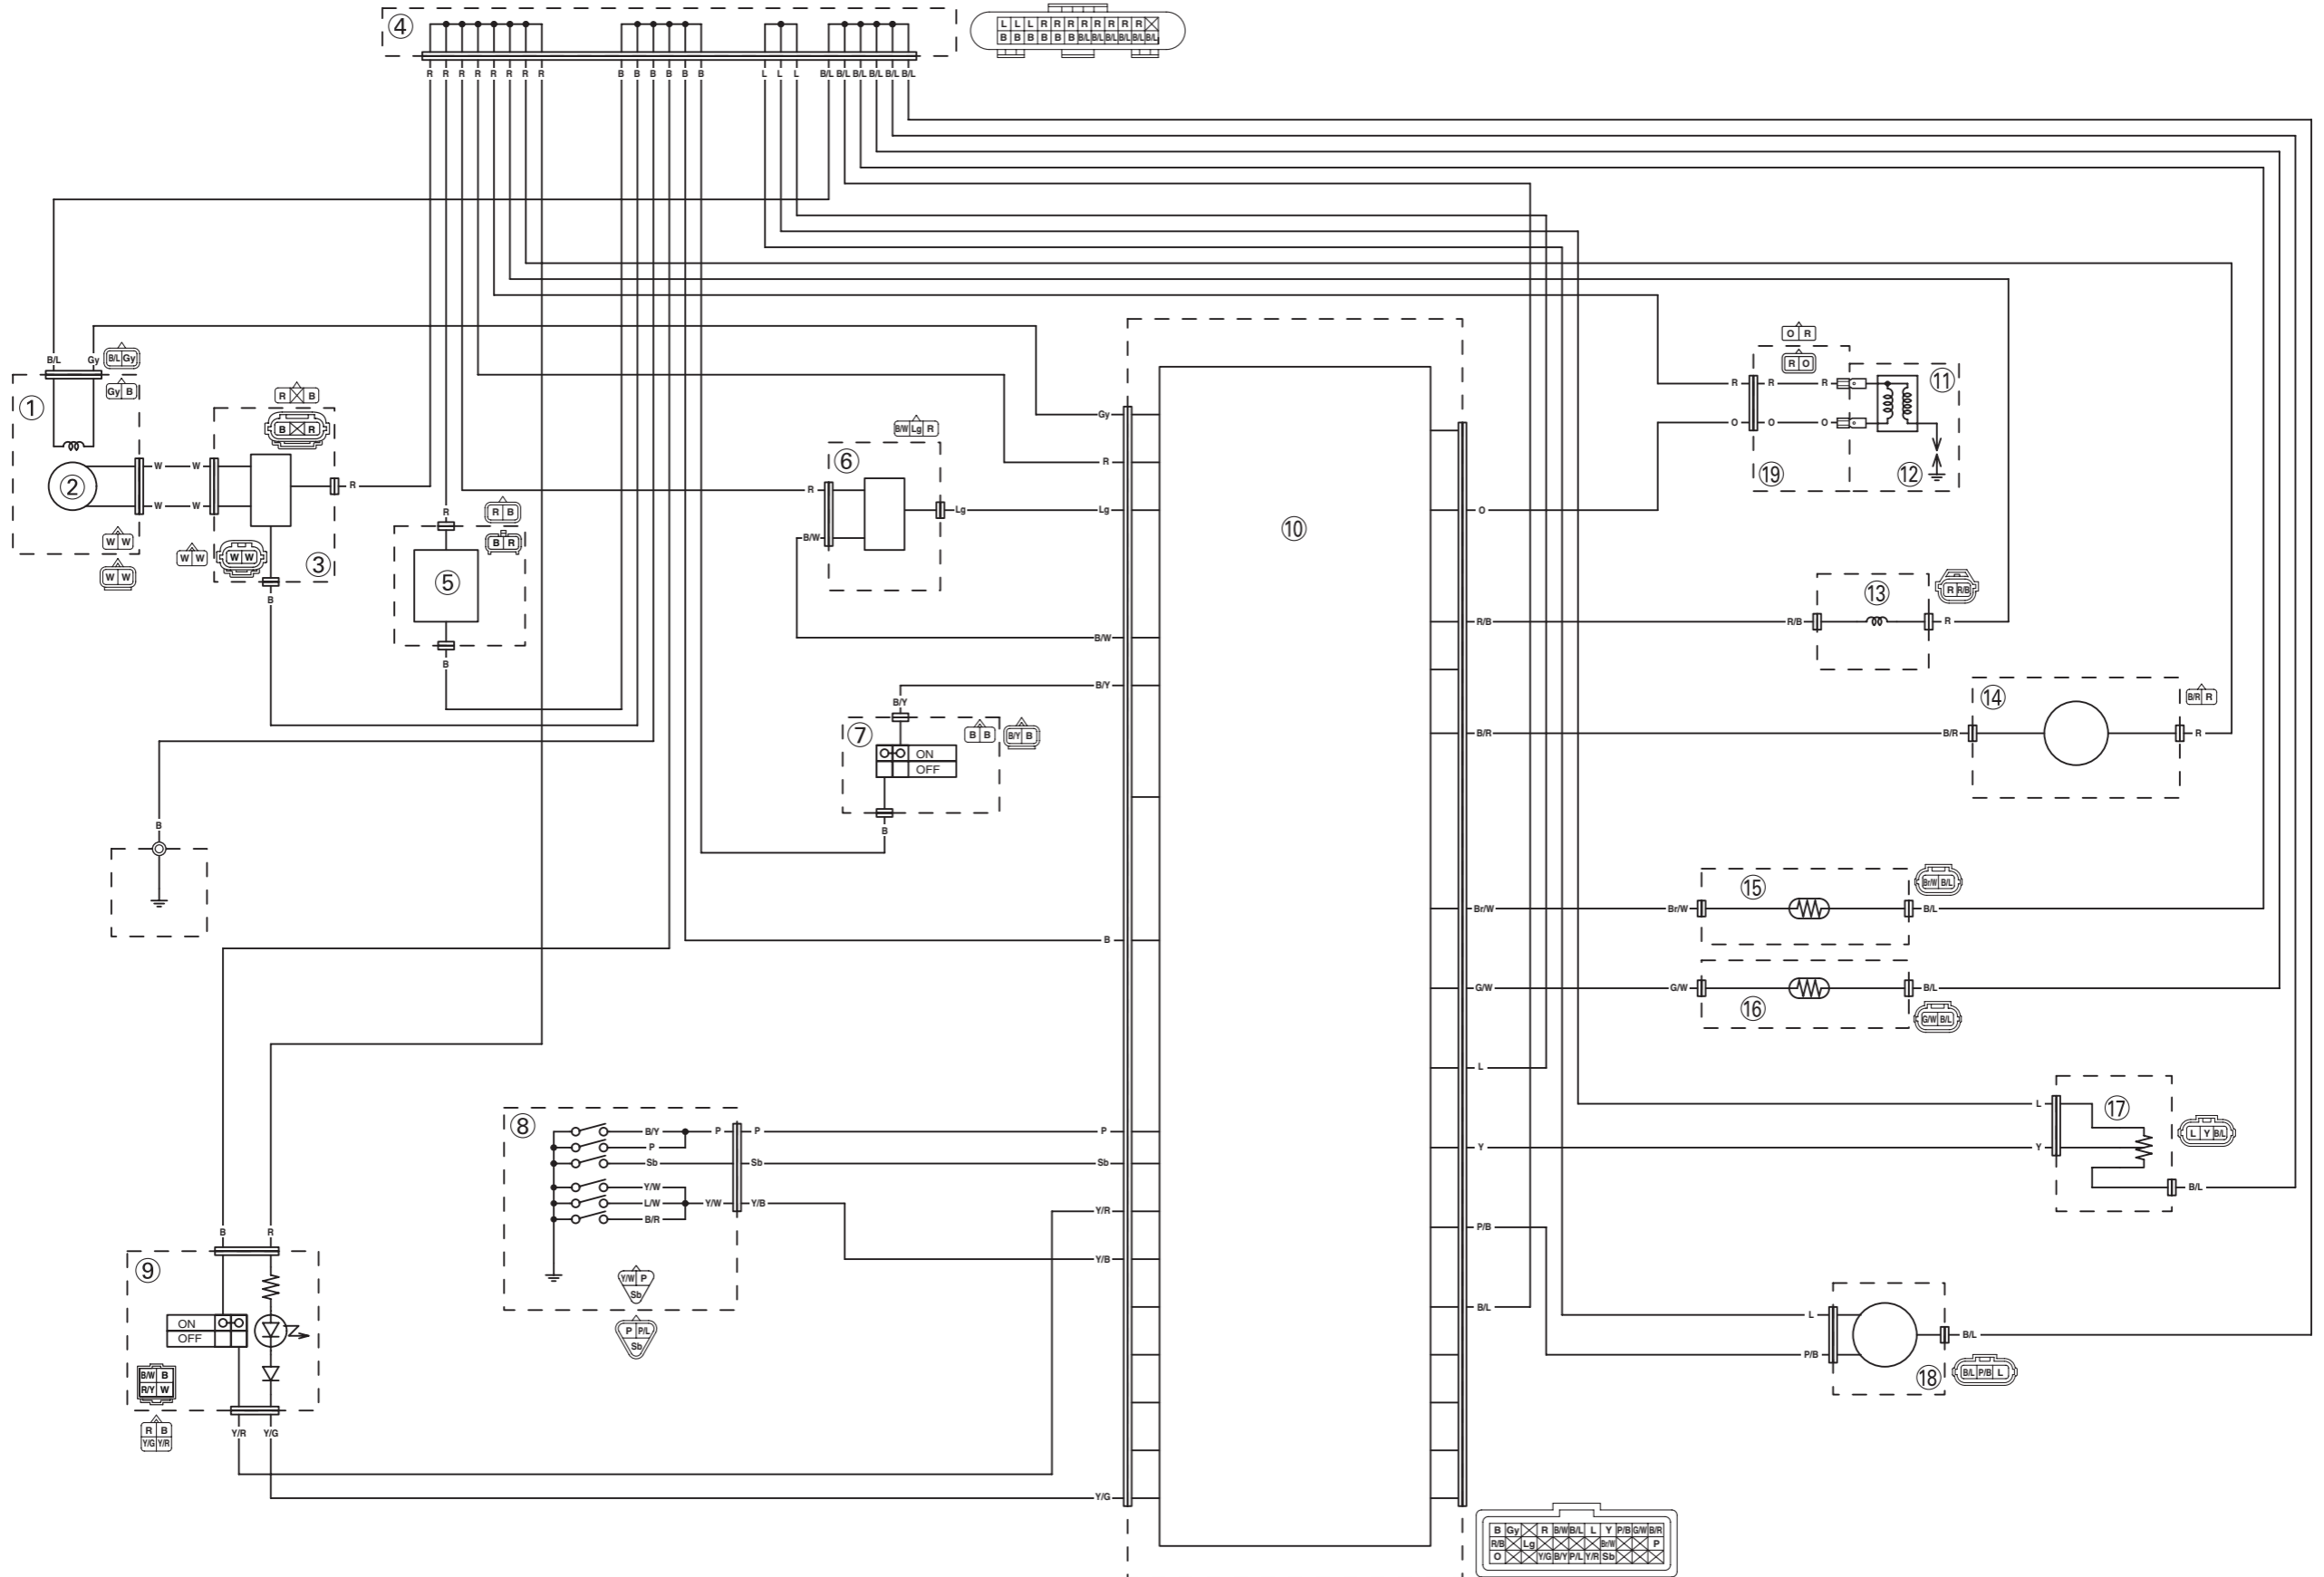 ④
L L L R R R R R R R R
B B B B B B B/L B/L B/L B/L B/L B/L
R R R R R R R R B B B B B B L L L B/L B/L B/L B/L B/L B/L
B/L Gy B/L Gy
Gy B
①
②
W W
W W
W W
W W
R B
B R
R
W W
W W
③
B
R
R B
B R
⑤
B
B/W Lg R
⑥
R
Lg
B/W
Gy
R
Lg
B/W
B/Y
B/Y
⑦
B B
B/Y B
ON
OFF
B
B
B
⑩
O R
R O
R R R
O O O
⑪
⑫
⑲
O
R/B R/B
⑬
R R/B
R
B/R B/R
⑭
B/R R
R
Br/W Br/W
⑮
Br/W B/L
B/L
G/W G/W
⑯
G/W B/L
B/L
L
L
Y Y
⑰
L Y B/L
B/L
P/B
B/L
L
P/B
B/L
⑱
B/L P/B L
⑧
B/Y
P
Sb
Y/W
L/W
B/R
P P P
Sb Sb
Y/W Y/B
Y/R
Y/B
Y/W P
Sb
P P/L
Sb
B R
⑨
ON
OFF
B/W B
R/Y W
R B
Y/G Y/R
Y/R Y/G
Y/G
B Gy R B/W B/L L Y P/B G/W B/R
R/B Lg Br/W P
O Y/G B/Y P/L Y/R Sb